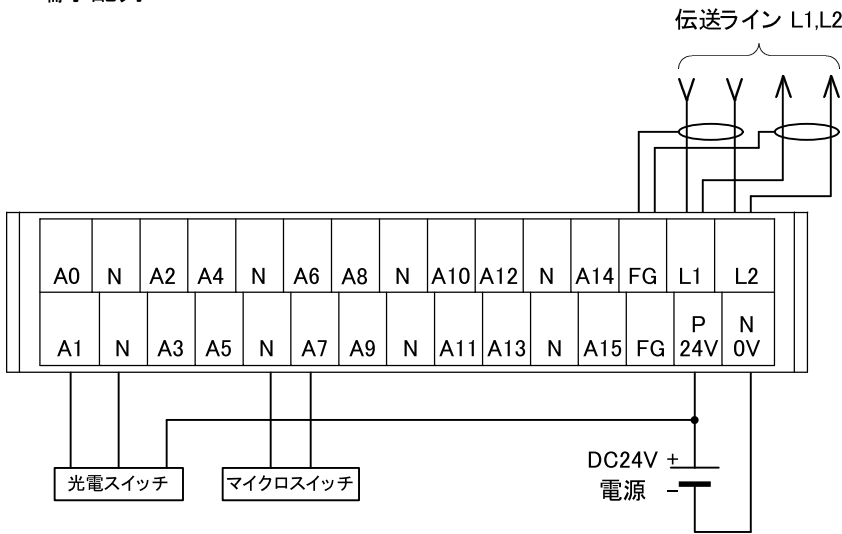 伝送ライン L1,L2
A0 N A2 A4 N A6 A8 N A10 A12 N A14 FG L1 L2
A1 N A3 A5 N A7 A9 N A11 A13 N A15 FG P 24V N 0V
光電スイッチ マイクロスイッチ
DC24V +
電源 -